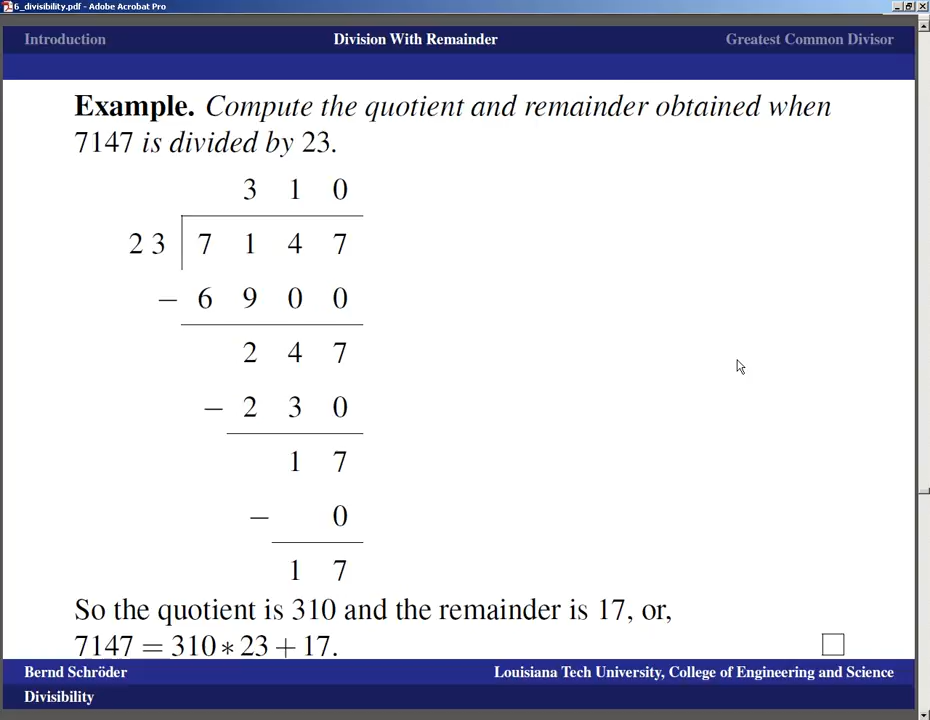 6_divisibility.pdf - Adobe Acrobat Pro
Introduction Division With Remainder Greatest Common Divisor
Example. Compute the quotient and remainder obtained when
7147 is divided by 23.
3 1 0
2 3 7 1 4 7
− 6 9 0 0
2 4 7
− 2 3 0
1 7
− 0
1 7
So the quotient is 310 and the remainder is 17, or,
7147 = 310 ∗ 23 + 17. □
Bernd Schröder Louisiana Tech University, College of Engineering and Science
Divisibility